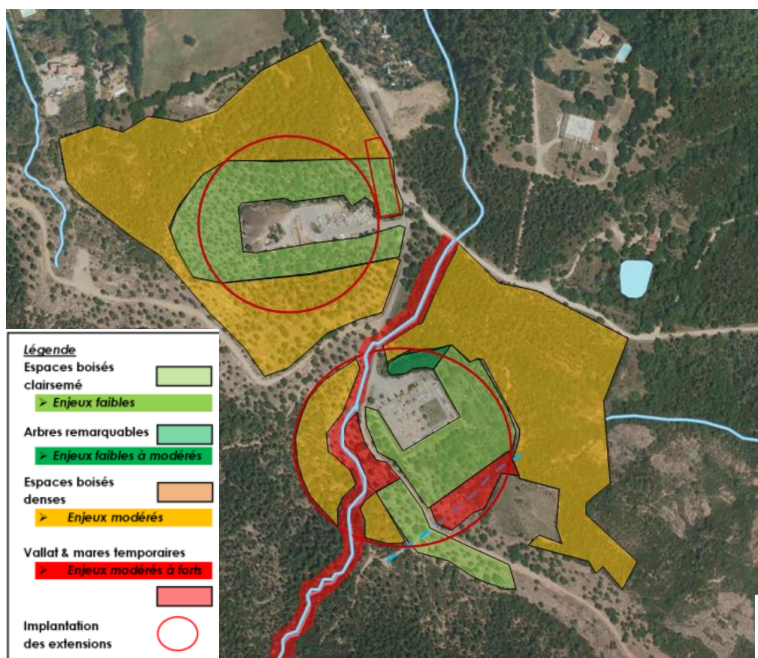 Légende
Espaces boisés
clairsemé
➢ Enjeux faibles
Arbres remarquables
➢ Enjeux faibles à modérés
Espaces boisés
denses
➢ Enjeux modérés
Vallat & mares temporaires
➢ Enjeux modérés à forts
Implantation
des extensions